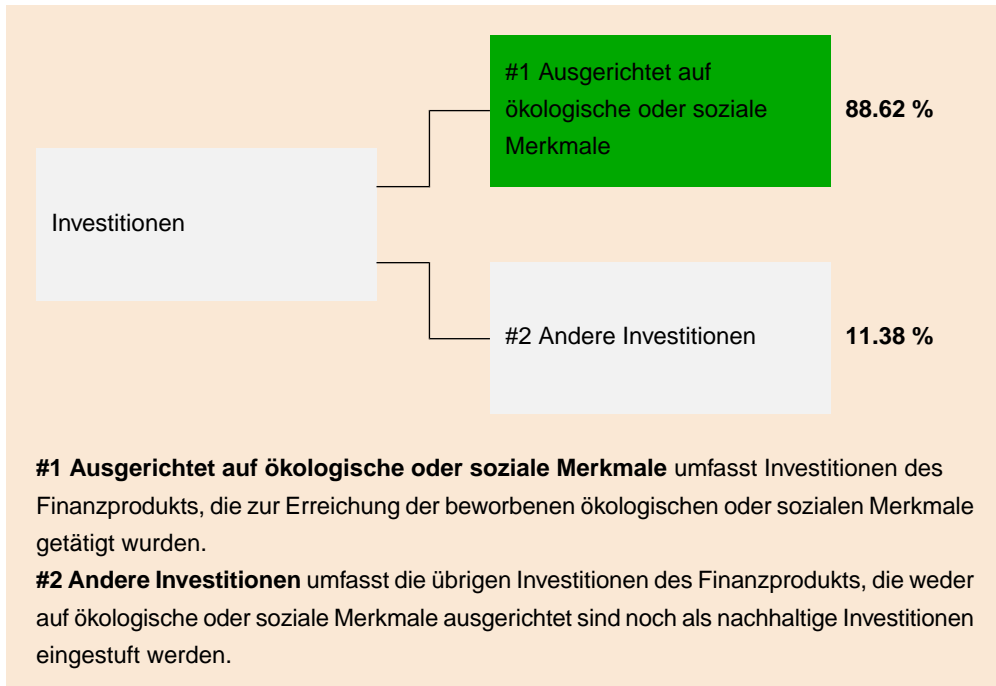 #1 Ausgerichtet auf
ökologische oder soziale
Merkmale
88.62 %
Investitionen
#2 Andere Investitionen
11.38 %
#1 Ausgerichtet auf ökologische oder soziale Merkmale umfasst Investitionen des
Finanzprodukts, die zur Erreichung der beworbenen ökologischen oder sozialen Merkmale
getätigt wurden.
#2 Andere Investitionen umfasst die übrigen Investitionen des Finanzprodukts, die weder
auf ökologische oder soziale Merkmale ausgerichtet sind noch als nachhaltige Investitionen
eingestuft werden.